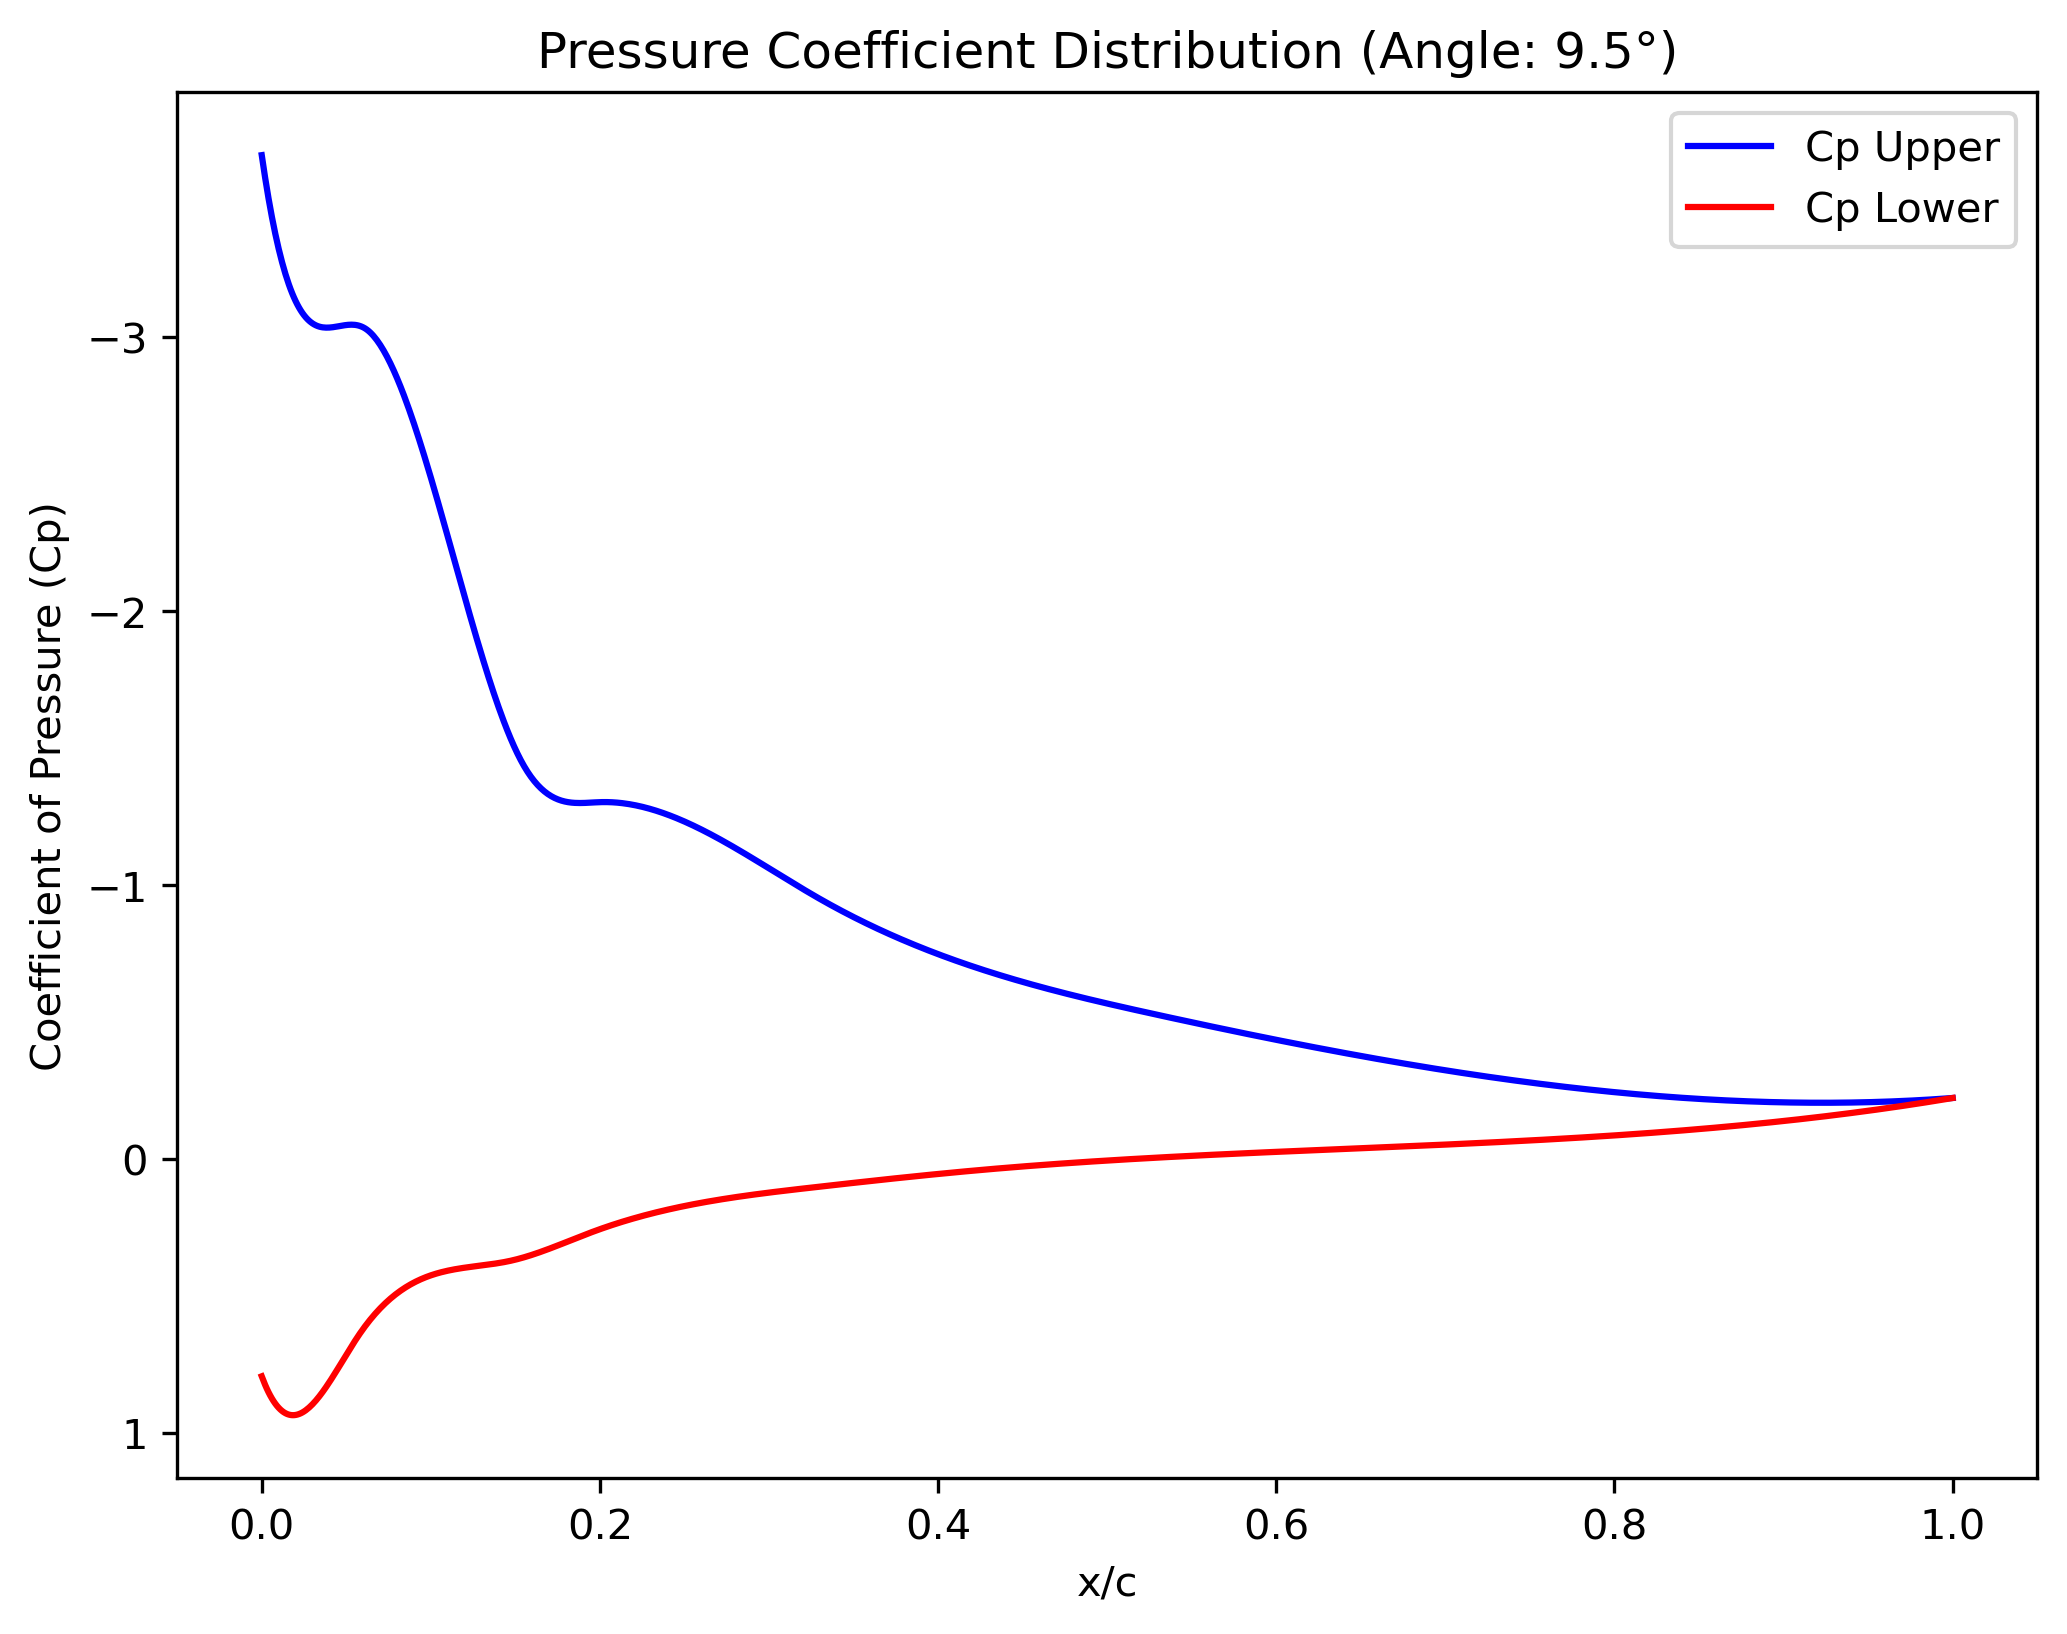 Pressure Coefficient Distribution (Angle: 9.5°)
Cp Upper
Cp Lower
Coefficient of Pressure (Cp)
−3
−2
−1
0
1
0.0 0.2 0.4 0.6 0.8 1.0
x/c